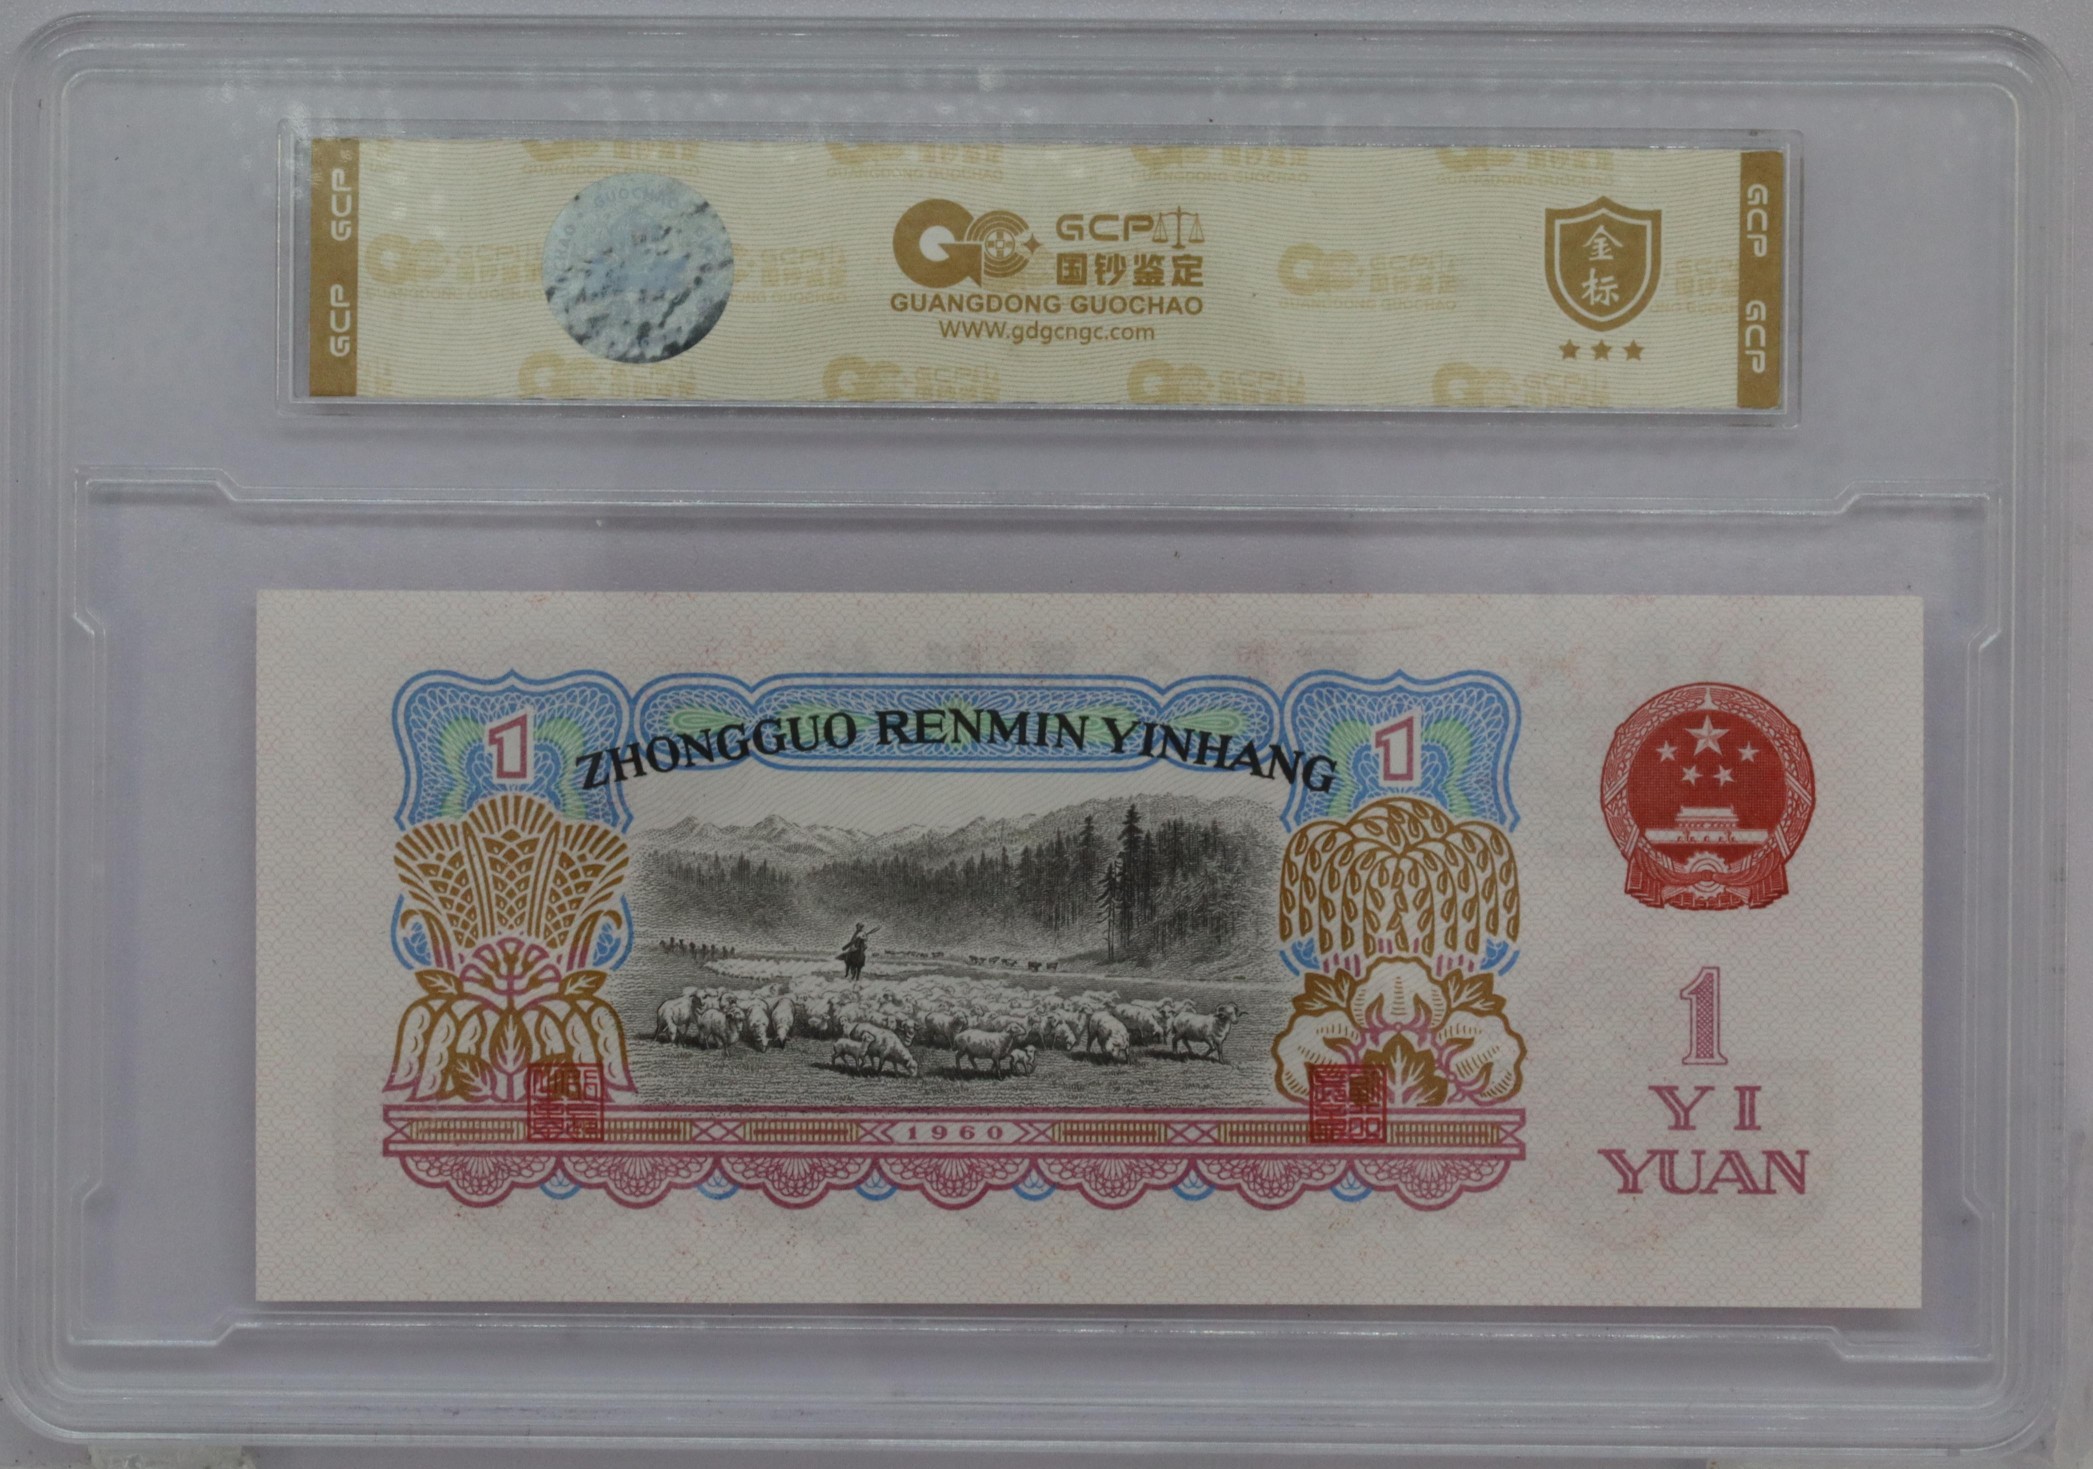 GCP
GCP
GCP
国钞鉴定
GUANGDONG GUOCHAO
WWW.gdgcngc.com
金
标
GCP
GCP
1
ZHONGGUO RENMIN YINHANG
1
1960
1
YI
YUAN